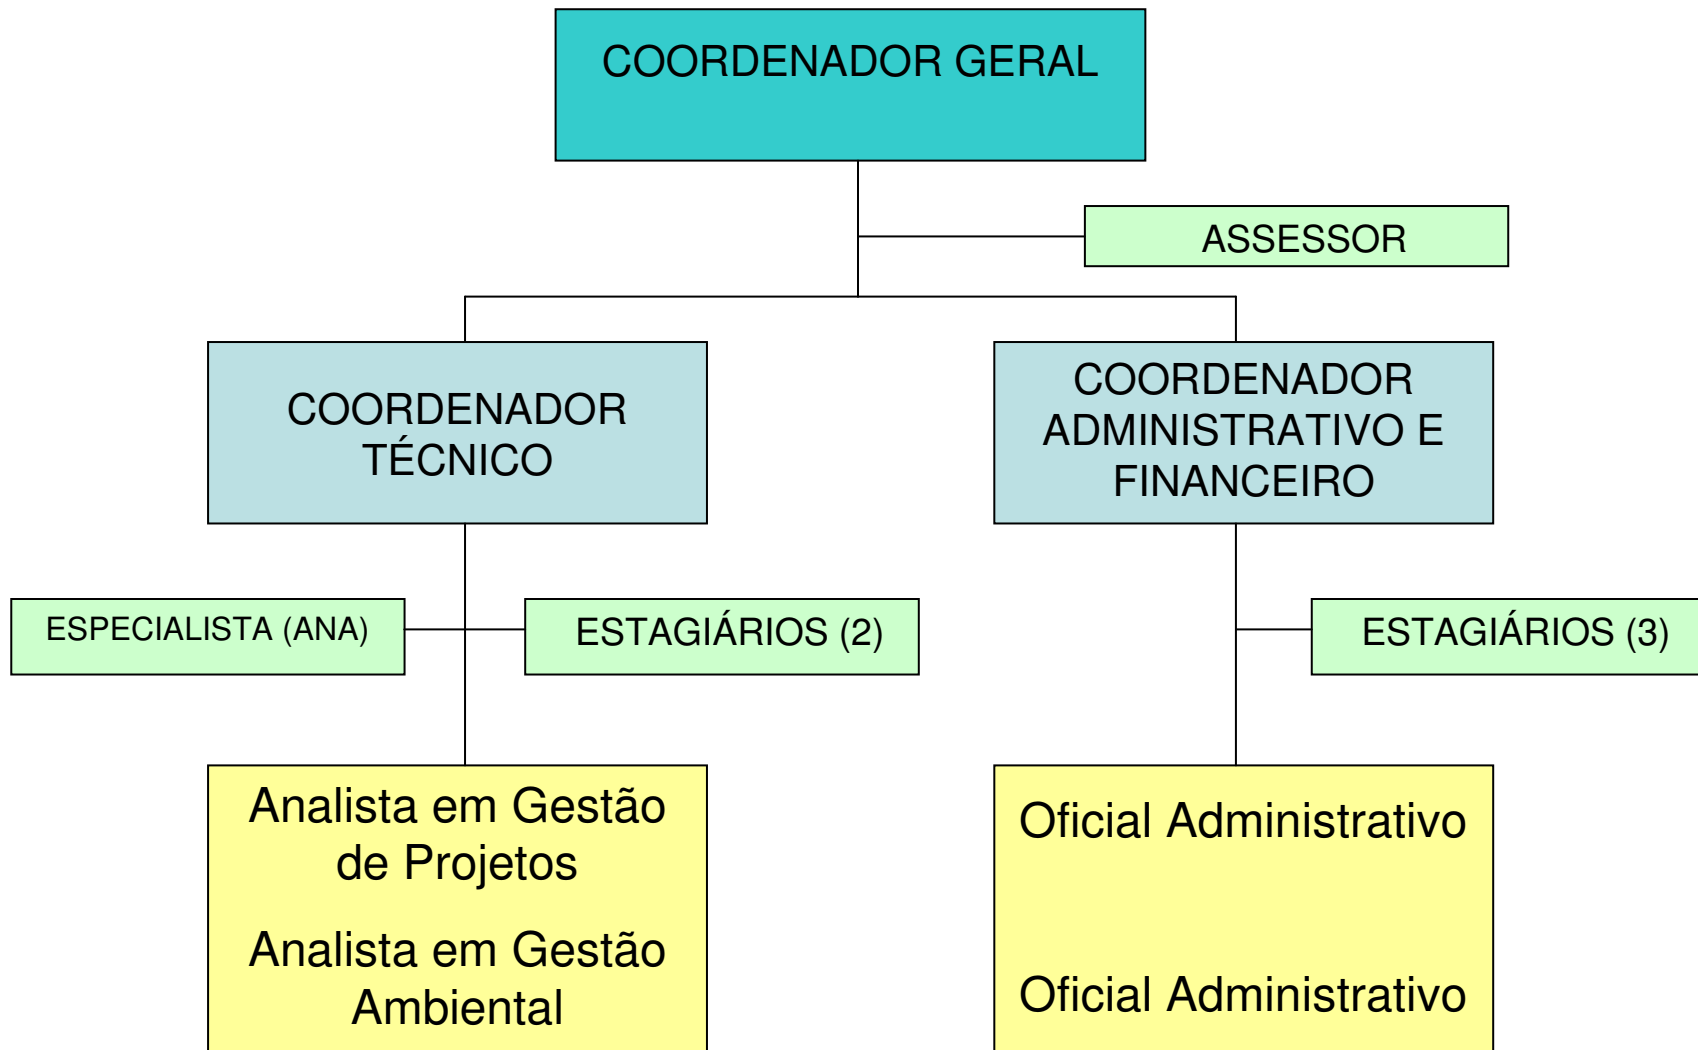 COORDENADOR GERAL
ASSESSOR
COORDENADOR
TÉCNICO
COORDENADOR
ADMINISTRATIVO E
FINANCEIRO
ESPECIALISTA (ANA)
ESTAGIÁRIOS (2)
ESTAGIÁRIOS (3)
Analista em Gestão
de Projetos
Analista em Gestão
Ambiental
Oficial Administrativo
Oficial Administrativo